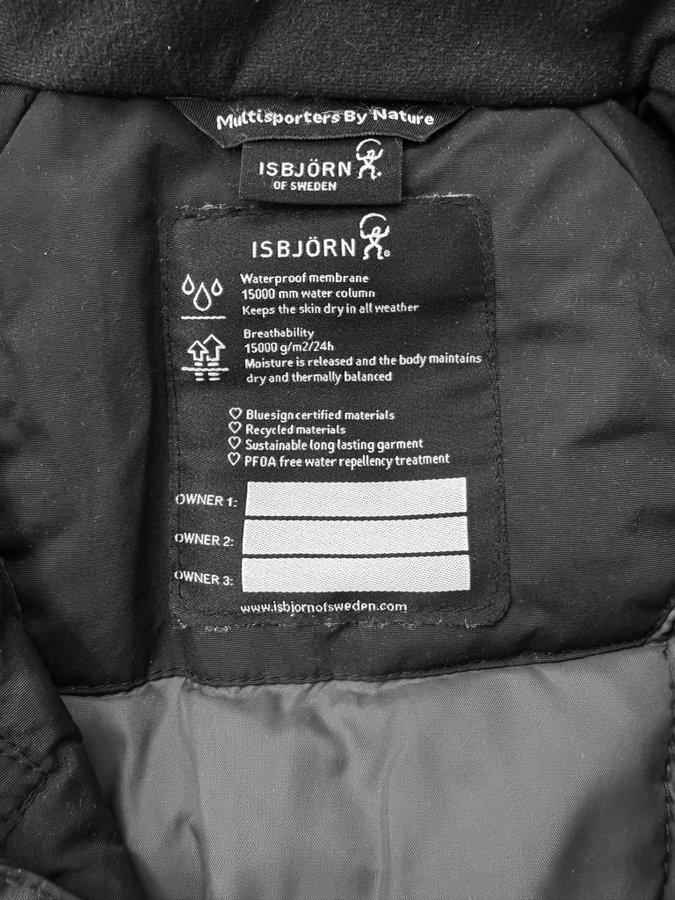 Multisporters By Nature
ISBJÖRN
OF SWEDEN
ISBJÖRN
Waterproof membrane
15000 mm water column
Keeps the skin dry in all weather
Breathability
15000 g/m2/24h
Moisture is released and the body maintains
dry and thermally balanced
Bluesign certified materials
Recycled materials
Sustainable long lasting garment
PFOA free water repellency treatment
OWNER 1:
OWNER 2:
OWNER 3:
www.isbjornofsweden.com